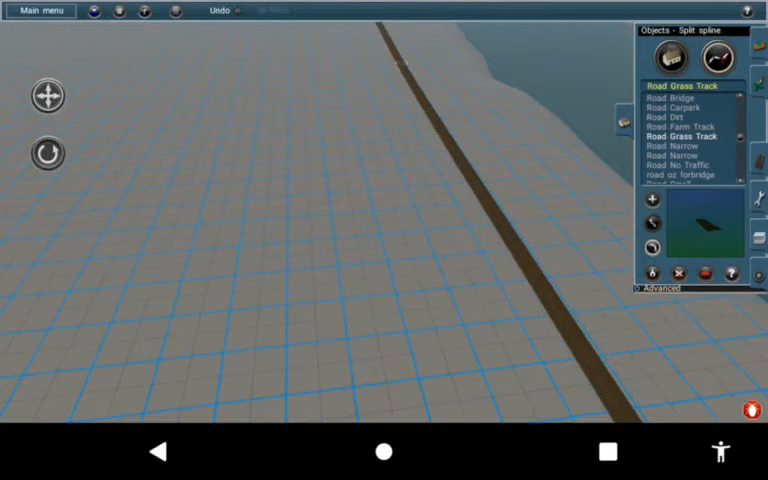 Main menu
Undo
?
Objects - Split spline
Road Grass Track
Road Bridge
Road Carpark
Road Dirt
Road Farm Track
Road Grass Track
Road Narrow
Road Narrow
Road No Traffic
road oz forbridge
?
Advanced